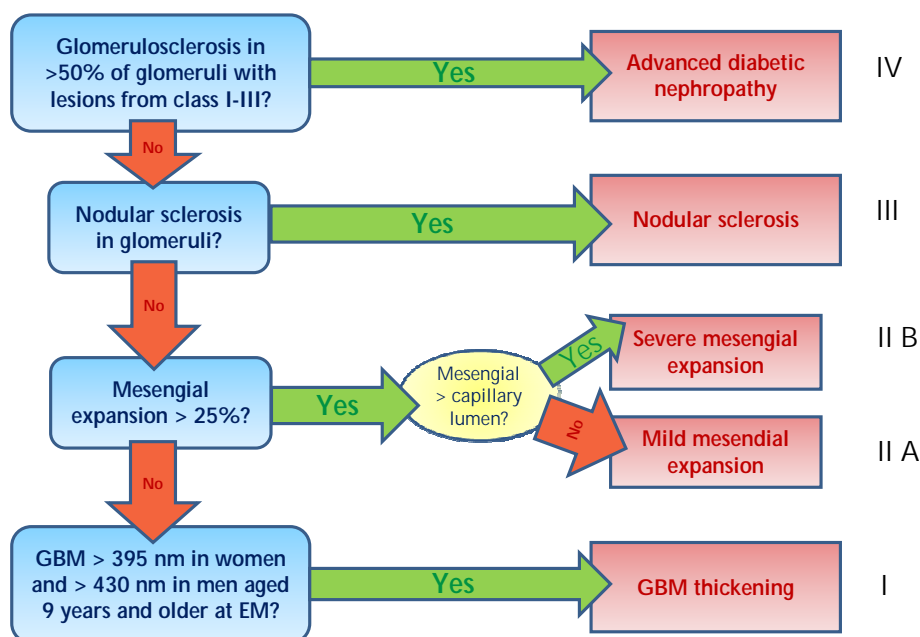 Glomerulosclerosis in
>50% of glomeruli with
lesions from class I-III?
Yes
Advanced diabetic
nephropathy
IV
No
Nodular sclerosis
in glomeruli?
Yes
Nodular sclerosis
III
No
Mesengial
expansion > 25%?
Yes
Mesengial
> capillary
lumen?
Yes
Severe mesengial
expansion
II B
No
Mild mesendial
expansion
II A
No
GBM > 395 nm in women
and > 430 nm in men aged
9 years and older at EM?
Yes
GBM thickening
I